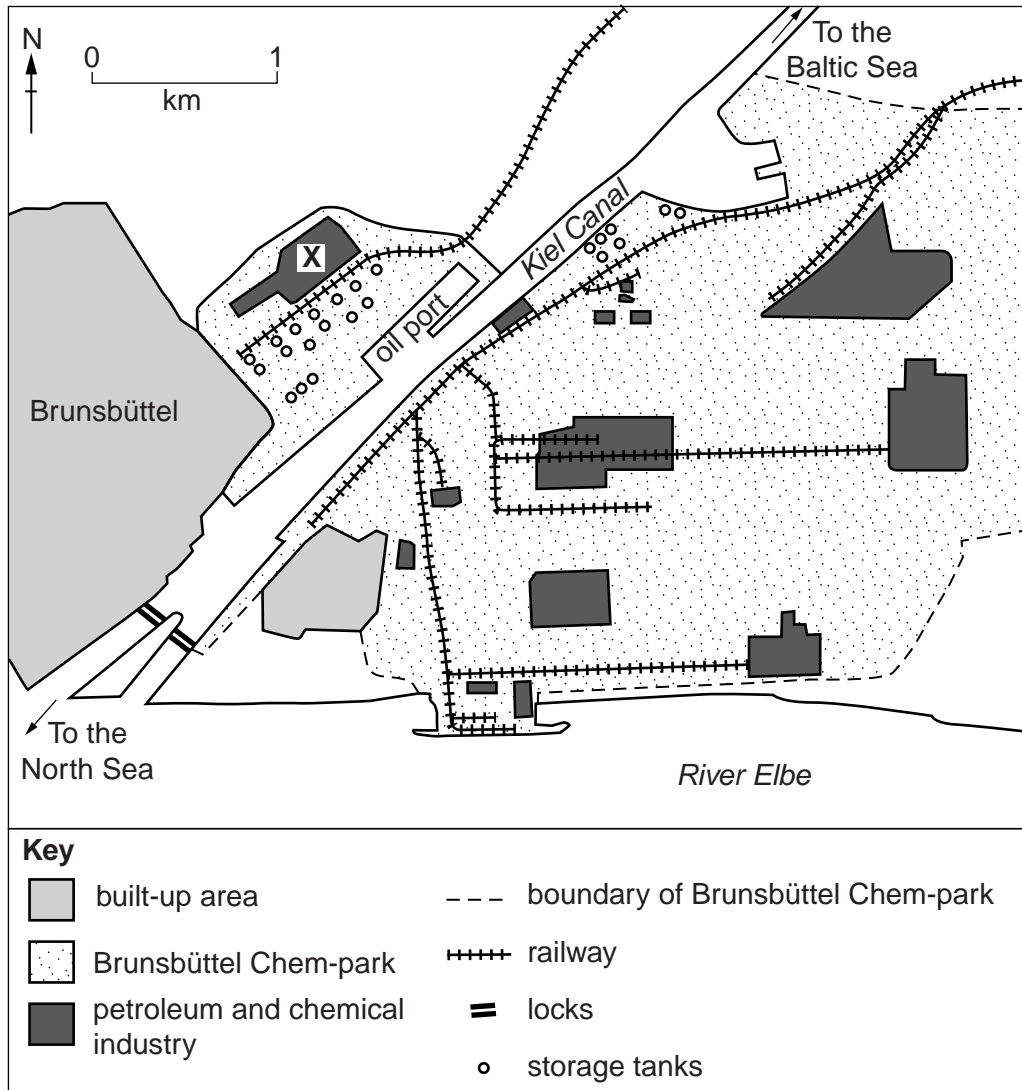 N
0 1
km
To the
Baltic Sea
Kiel Canal
X
oil port
Brunsbüttel
To the
North Sea
River Elbe
Key
built-up area
Brunsbüttel Chem-park
petroleum and chemical
industry
boundary of Brunsbüttel Chem-park
railway
locks
storage tanks